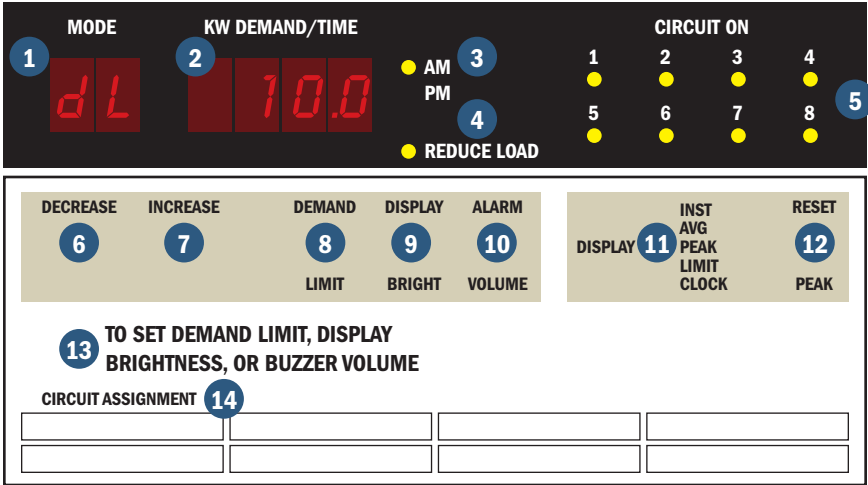 MODE KW DEMAND/TIME CIRCUIT ON
1 2 AM 3 1 2 3 4
dL 10.0 PM
4 5 6 7 8 5
REDUCE LOAD
DECREASE INCREASE DEMAND DISPLAY ALARM INST RESET
AVG
6 7 8 9 10 DISPLAY 11 PEAK 12
LIMIT
LIMIT BRIGHT VOLUME CLOCK PEAK
13 TO SET DEMAND LIMIT, DISPLAY
BRIGHTNESS, OR BUZZER VOLUME
CIRCUIT ASSIGNMENT 14